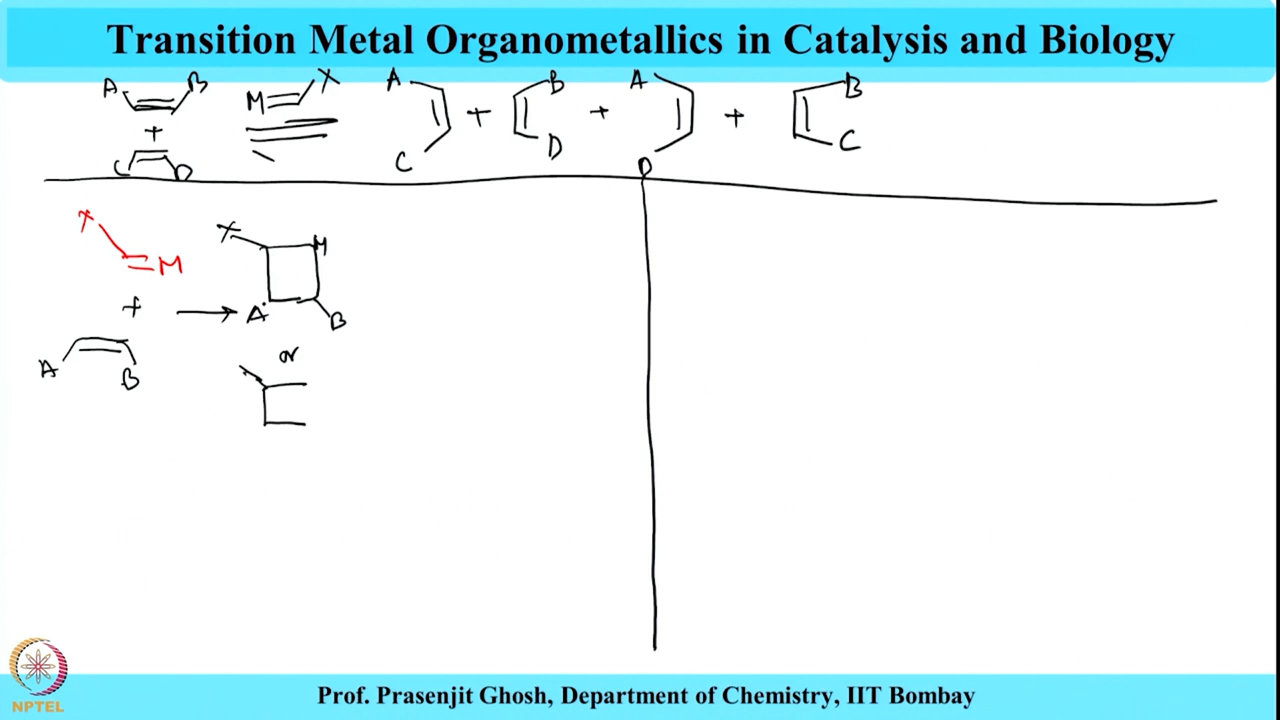 Transition Metal Organometallics in Catalysis and Biology
A B M X A B A B
+ + + +
C D C D D C
X M X M
+ A B
A B or
NPTEL
Prof. Prasenjit Ghosh, Department of Chemistry, IIT Bombay